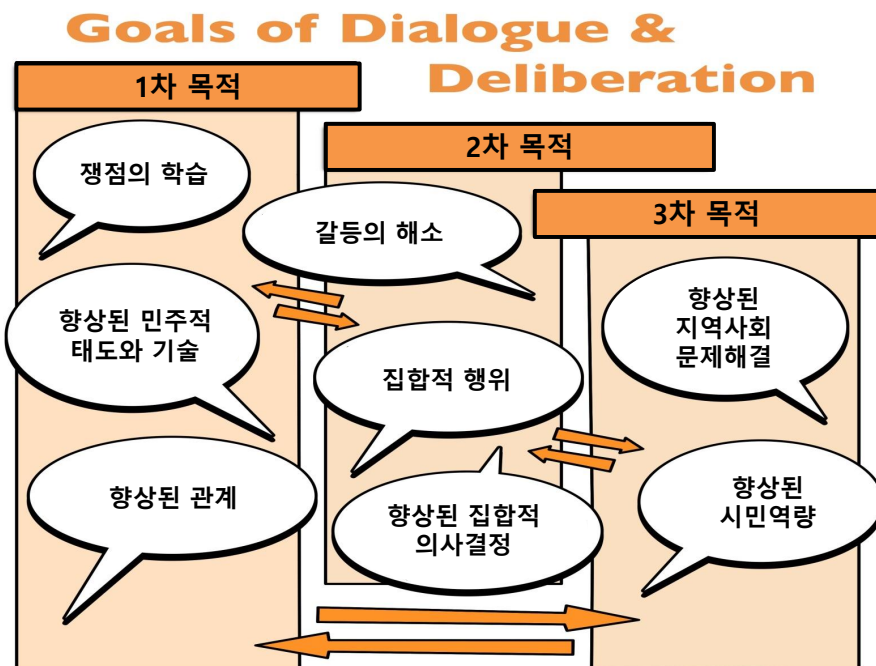 Goals of Dialogue &
Deliberation
1차 목적
쟁점의 학습
향상된 민주적
태도와 기술
향상된 관계
2차 목적
갈등의 해소
집합적 행위
향상된 집합적
의사결정
3차 목적
향상된
지역사회
문제해결
향상된
시민역량